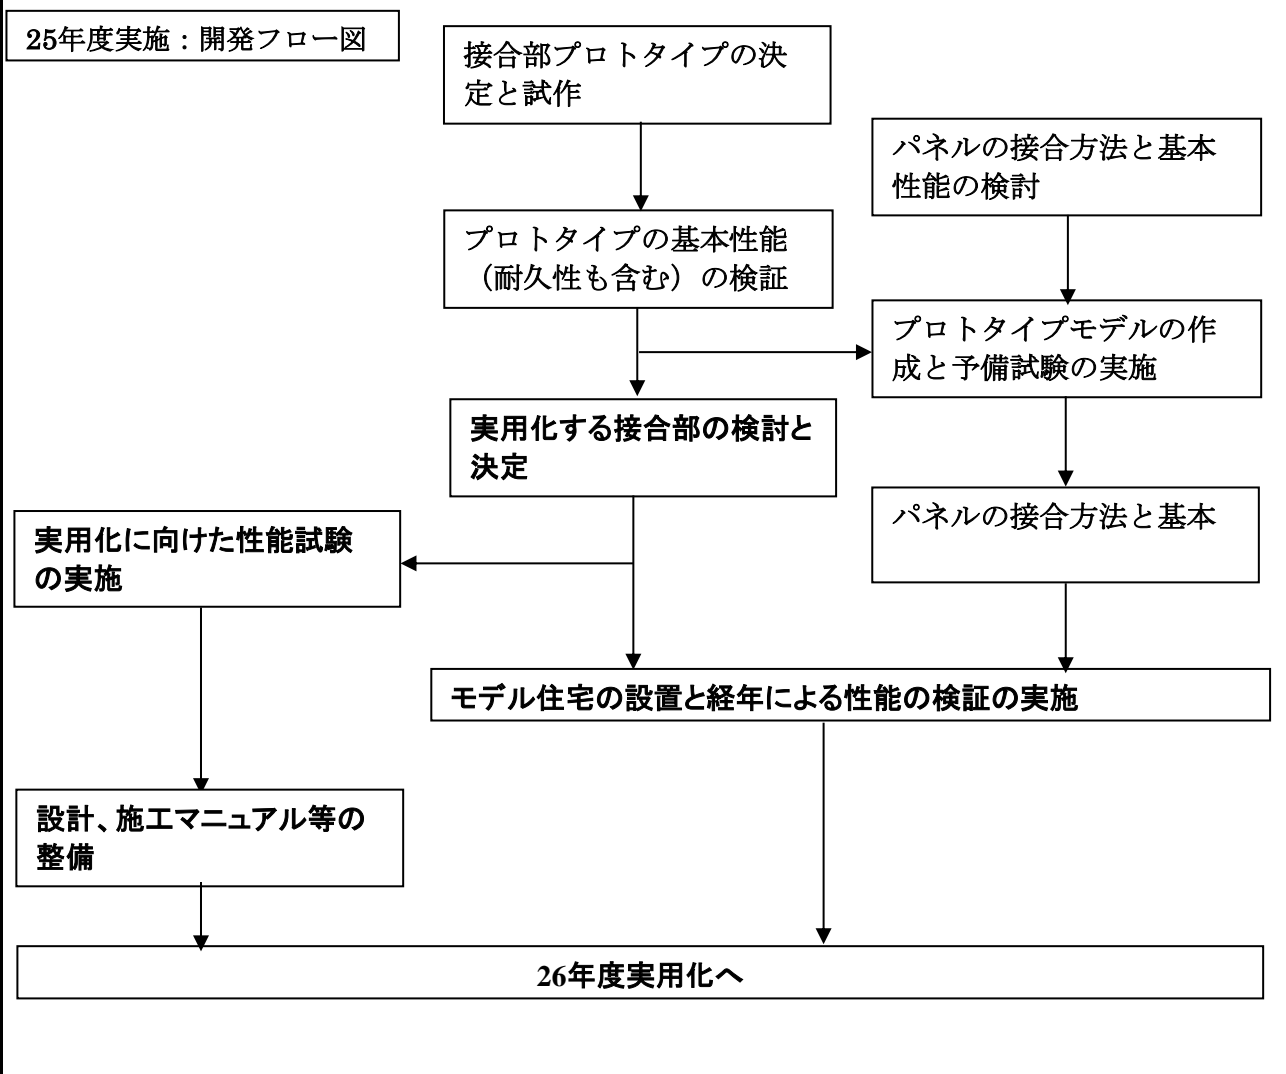 25年度実施：開発フロー図
接合部プロトタイプの決
定と試作
パネルの接合方法と基本
性能の検討
プロトタイプの基本性能
（耐久性も含む）の検証
プロトタイプモデルの作
成と予備試験の実施
実用化する接合部の検討と
決定
パネルの接合方法と基本
実用化に向けた性能試験
の実施
モデル住宅の設置と経年による性能の検証の実施
設計、施工マニュアル等の
整備
26年度実用化へ